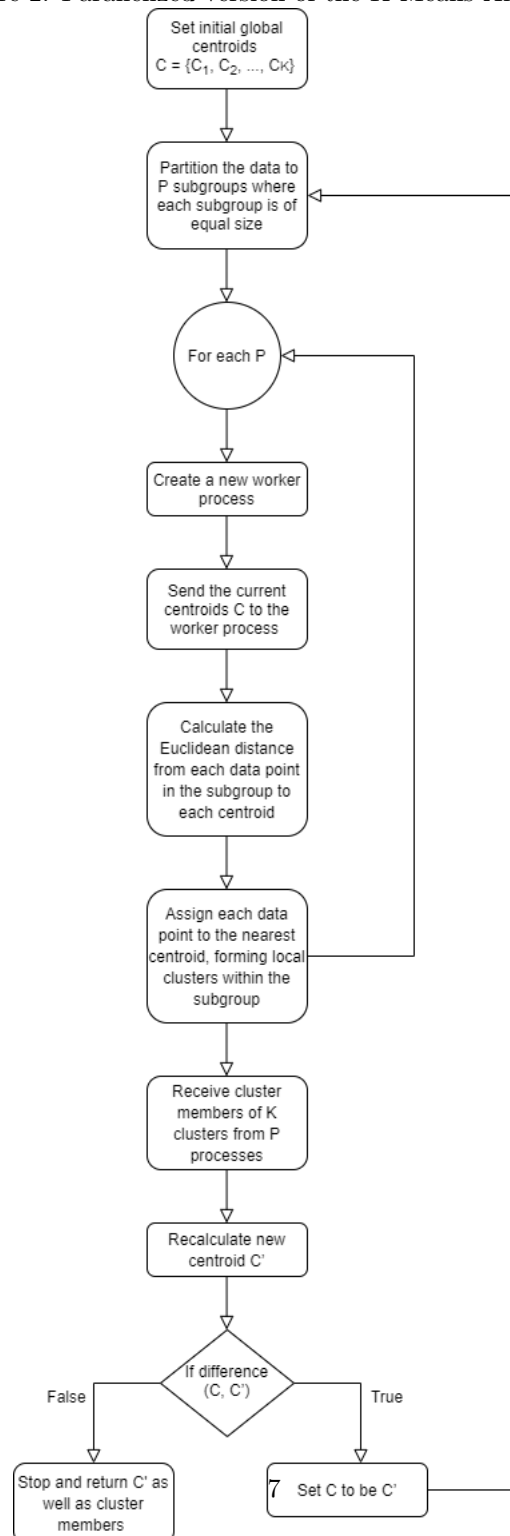 Set initial global
centroids
C = {C₁, C₂, ..., CK}
Partition the data to
P subgroups where
each subgroup is of
equal size
For each P
Create a new worker
process
Send the current
centroids C to the
worker process
Calculate the
Euclidean distance
from each data point
in the subgroup to
each centroid
Assign each data
point to the nearest
centroid, forming local
clusters within the
subgroup
Receive cluster
members of K
clusters from P
processes
Recalculate new
centroid C'
If difference
(C, C')
False
True
Stop and return C' as
well as cluster
members
7
Set C to be C'